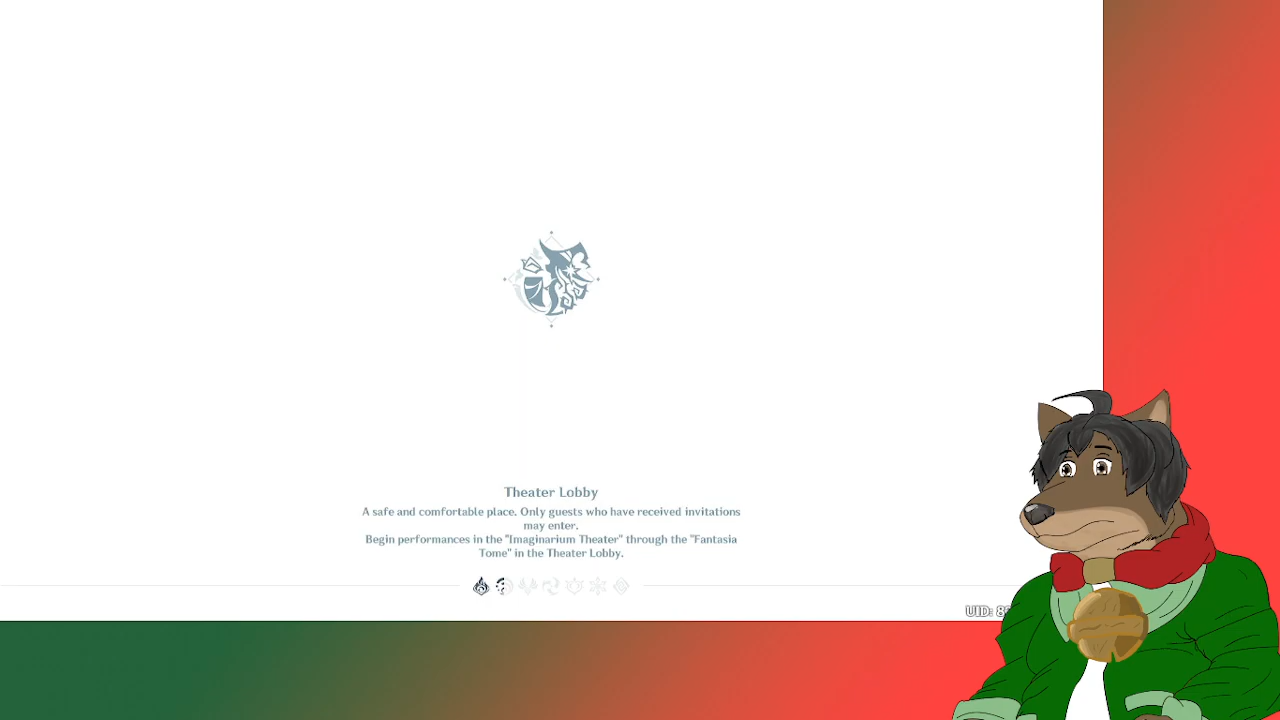 Theater Lobby
A safe and comfortable place. Only guests who have received invitations
may enter.
Begin performances in the "Imaginarium Theater" through the "Fantasia
Tome" in the Theater Lobby.
UID: